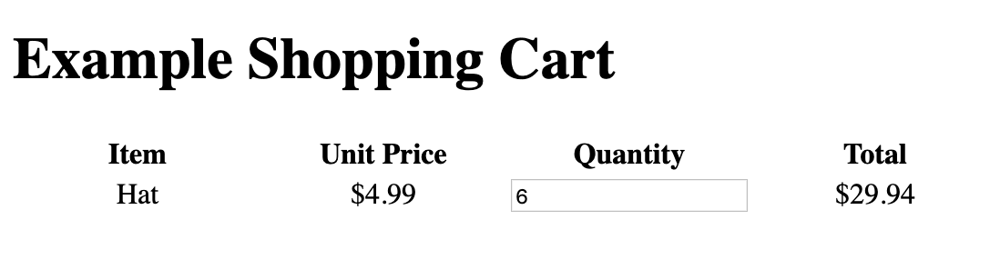 Example Shopping Cart
Item Unit Price Quantity Total
Hat $4.99 6 $29.94